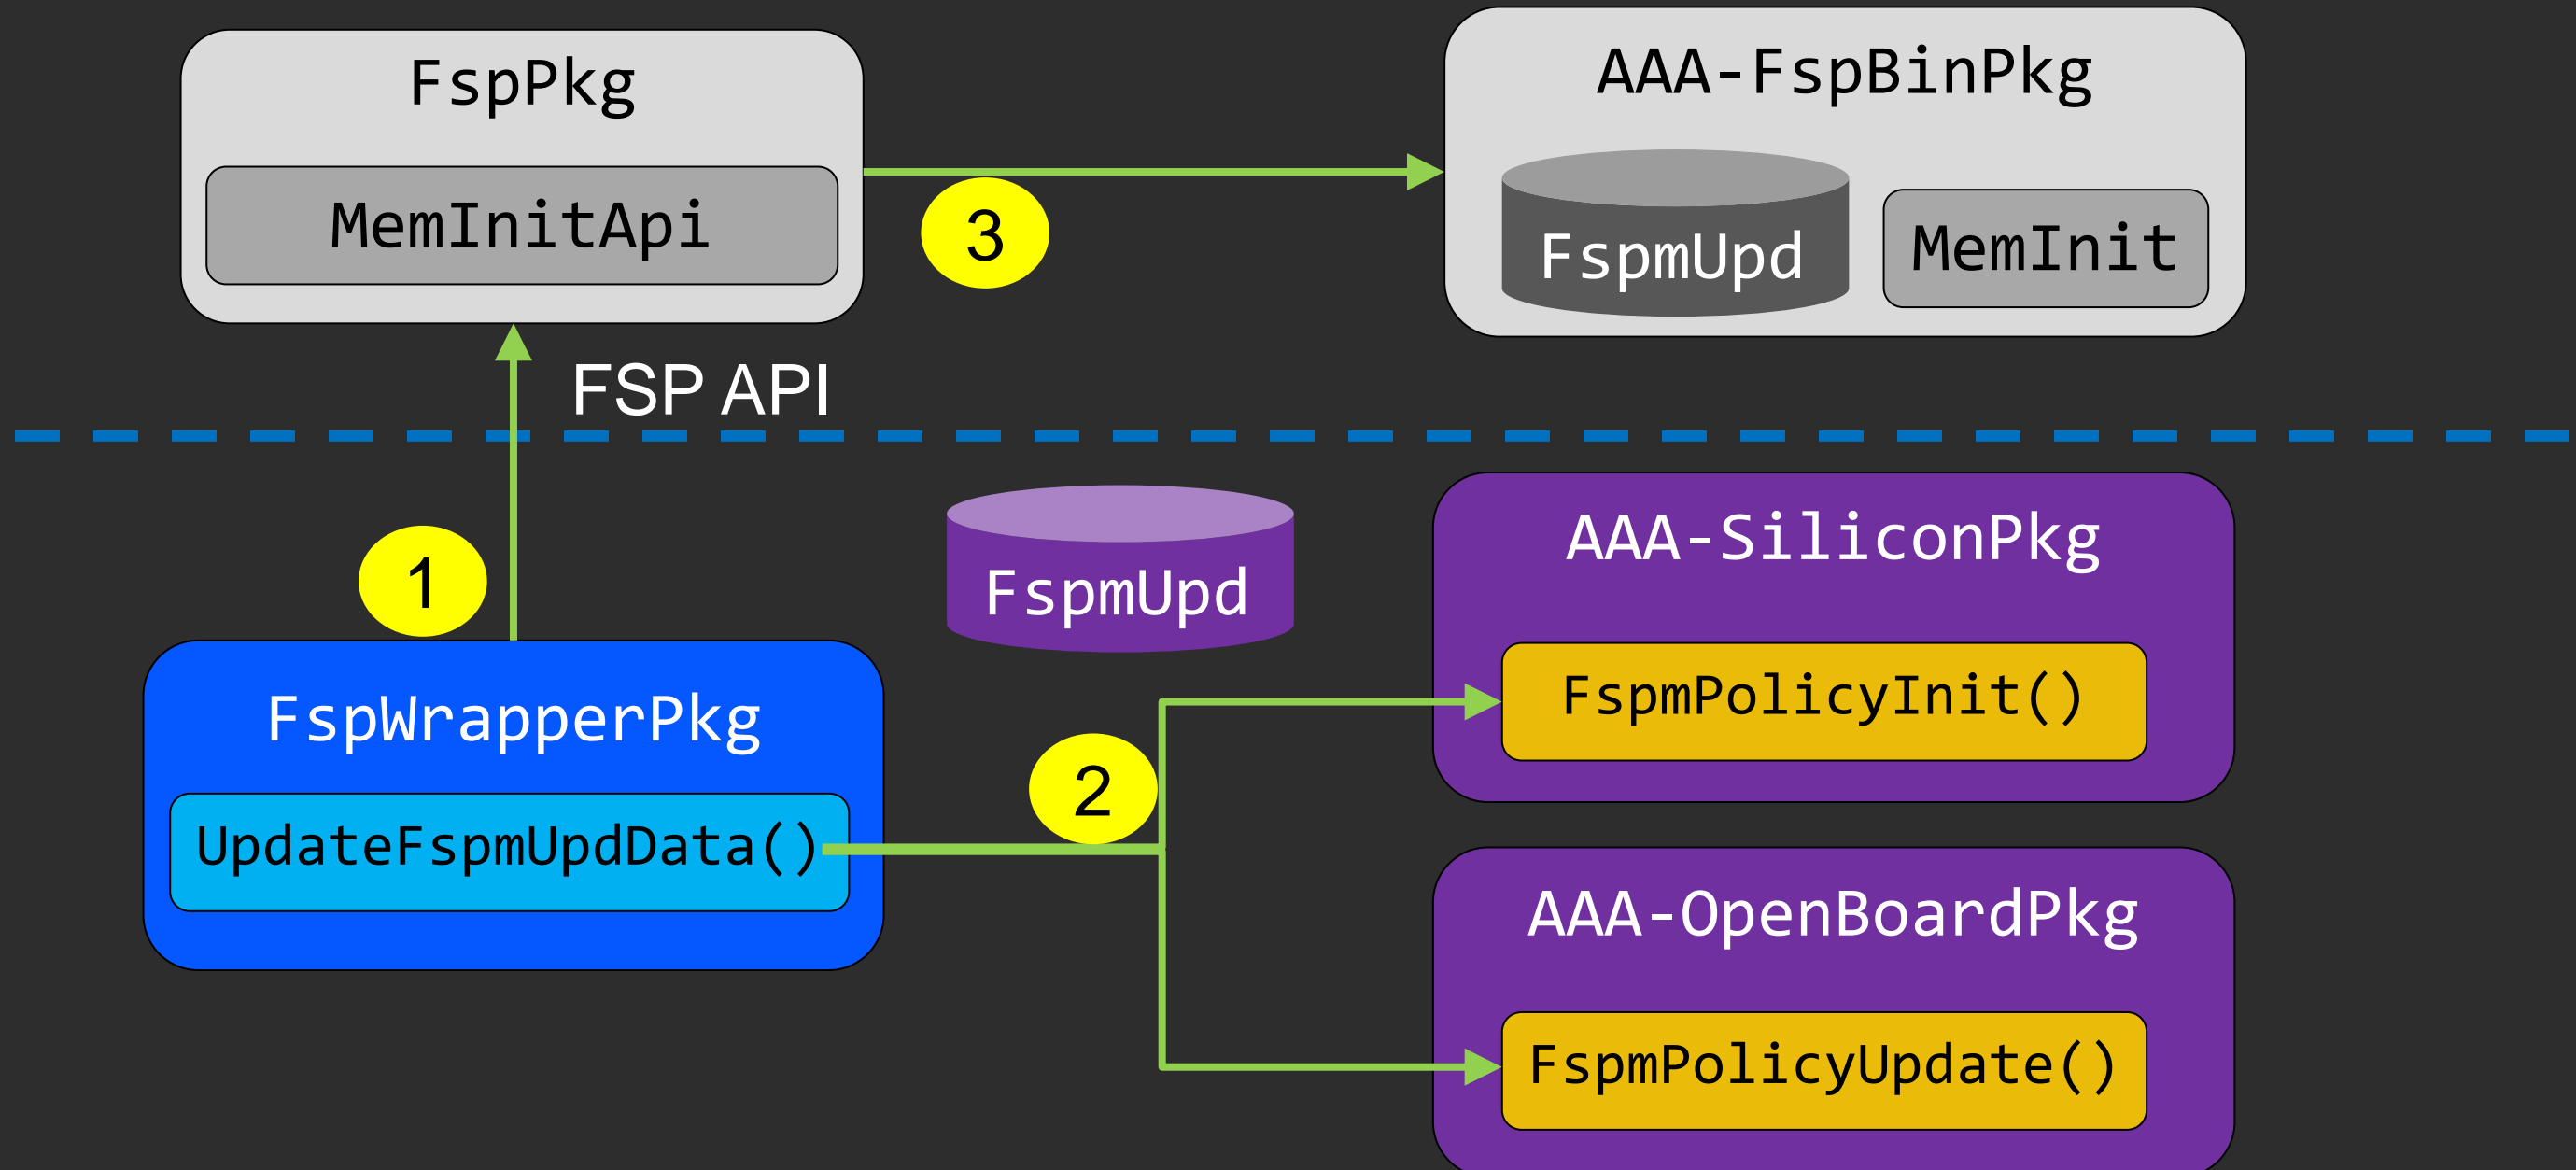 FspPkg
MemInitApi
3
AAA-FspBinPkg
FspmUpd
MemInit
FSP API
1
FspWrapperPkg
UpdateFspmUpdData()
FspmUpd
2
AAA-SiliconPkg
FspmPolicyInit()
AAA-OpenBoardPkg
FspmPolicyUpdate()